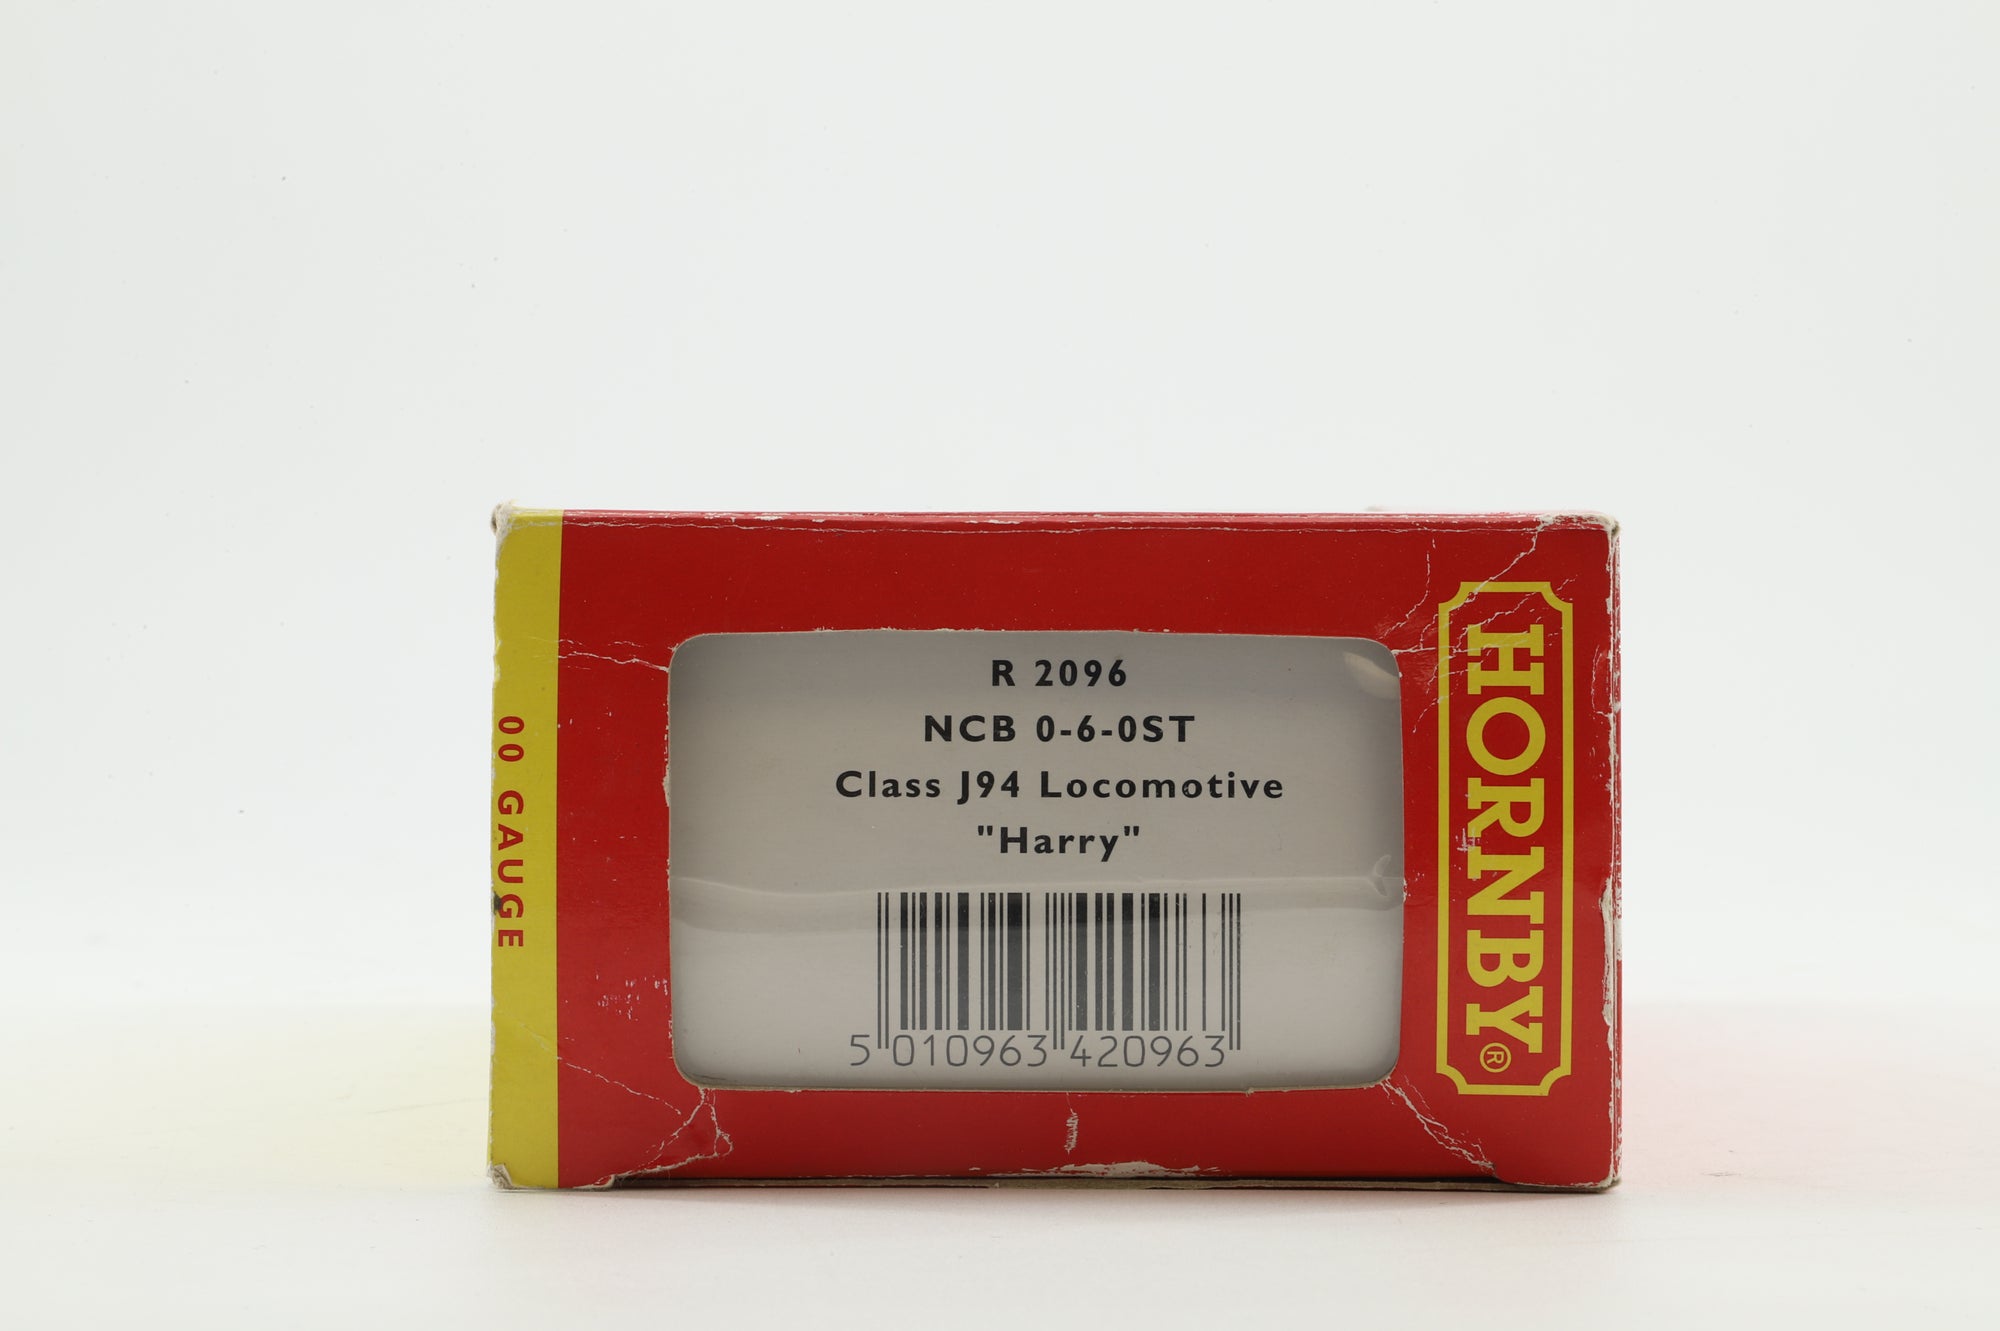 00 GAUGE
R 2096
NCB 0-6-0ST
Class J94 Locomotive
"Harry"
5 010963 420963
HORNBY®